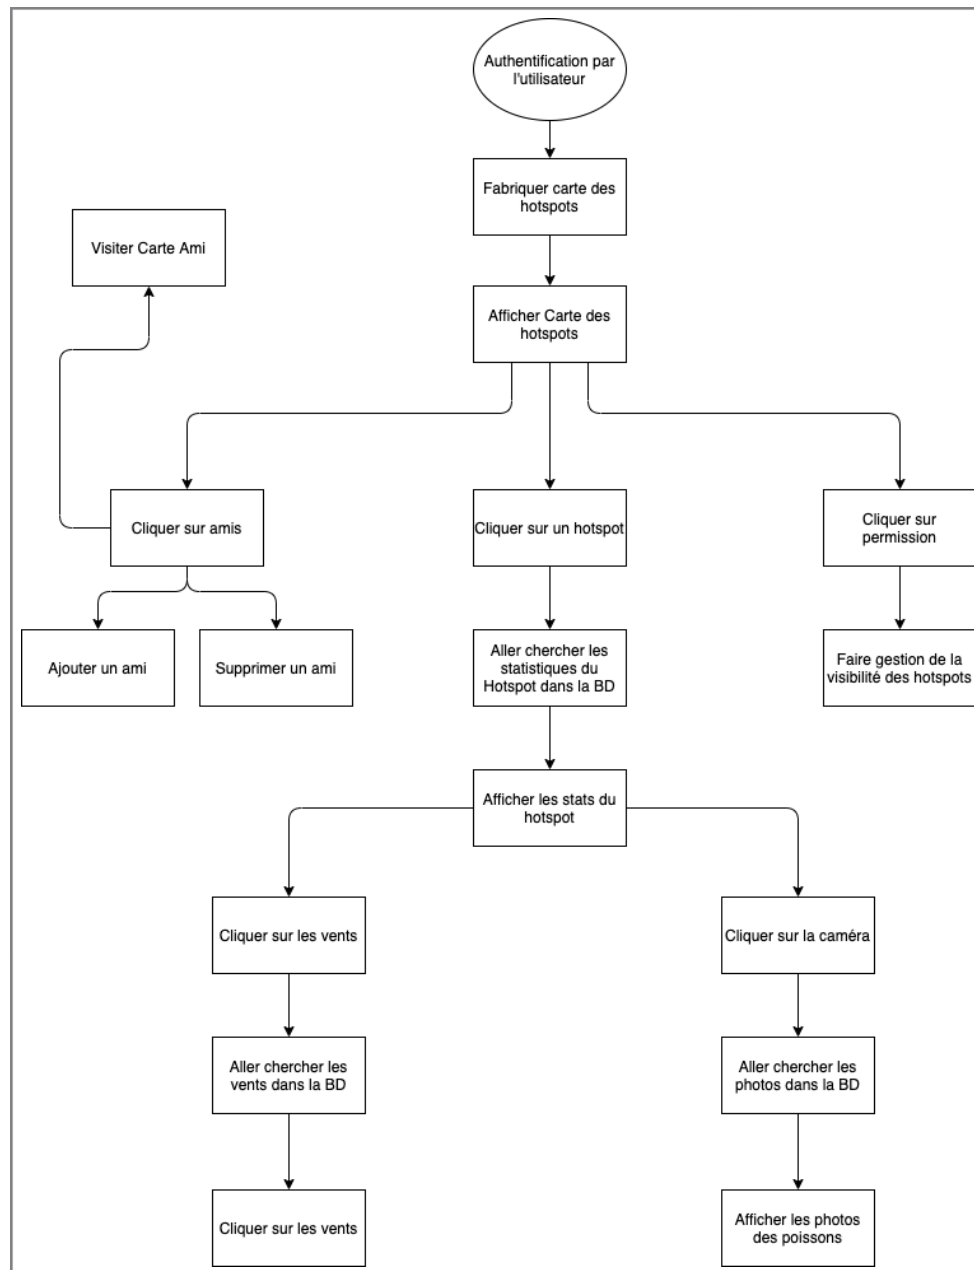 Authentification par
l'utilisateur
Fabriquer carte des
hotspots
Visiter Carte Ami
Afficher Carte des
hotspots
Cliquer sur amis
Cliquer sur un hotspot
Cliquer sur
permission
Ajouter un ami
Supprimer un ami
Aller chercher les
statistiques du
Hotspot dans la BD
Faire gestion de la
visibilité des hotspots
Afficher les stats du
hotspot
Cliquer sur les vents
Cliquer sur la caméra
Aller chercher les
vents dans la BD
Aller chercher les
photos dans la BD
Cliquer sur les vents
Afficher les photos
des poissons